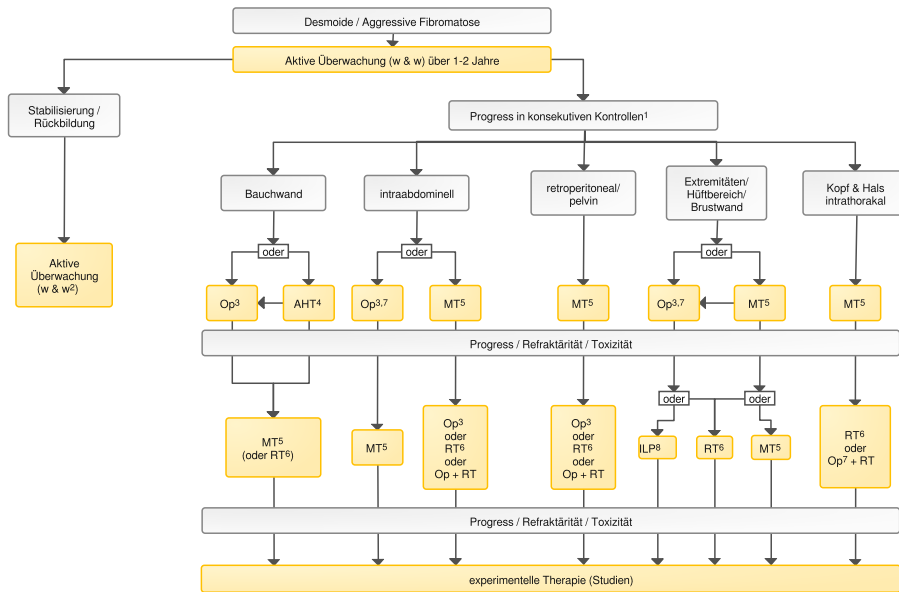 Desmoide / Aggressive Fibromatose
Aktive Überwachung (w & w) über 1-2 Jahre
Stabilisierung /
Rückbildung
Progress in konsekutiven Kontrollen¹
Bauchwand
intraabdominell
retroperitoneal/
pelvin
Extremitäten/
Hüftbereich/
Brustwand
Kopf & Hals
intrathorakal
Aktive
Überwachung
(w & w²)
oder
oder
oder
Op³
AHT⁴
Op³,⁷
MT⁵
MT⁵
Op³,⁷
MT⁵
MT⁵
Progress / Refraktärität / Toxizität
oder
oder
MT⁵
(oder RT⁶)
MT⁵
Op³
oder
RT⁶
oder
Op + RT
Op³
oder
RT⁶
oder
Op + RT
ILP⁸
RT⁶
MT⁵
RT⁶
oder
Op⁷ + RT
Progress / Refraktärität / Toxizität
experimentelle Therapie (Studien)